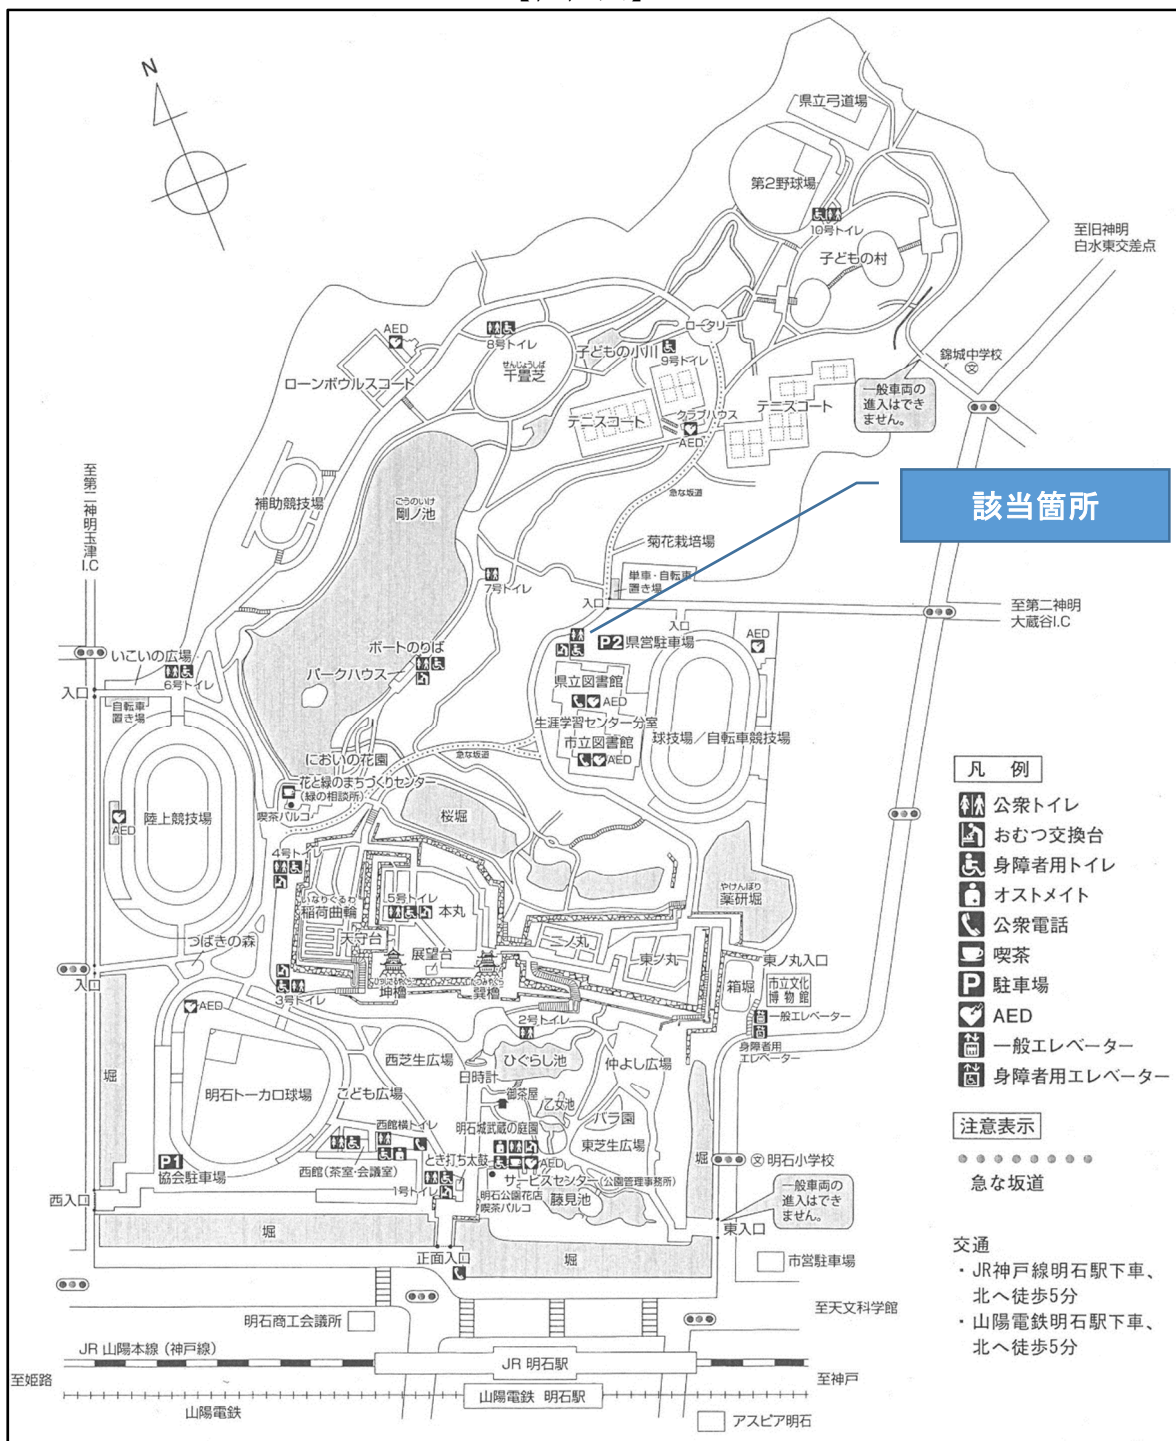 N
県立弓道場
第2野球場
10号トイレ
子どもの村
至旧神明
白水東交差点
ロータリー
AED
8号トイレ
子どもの小川
9号トイレ
せんじょうしば
千畳芝
ローンボウルスコート
錦城中学校
文
一般車両の
進入はでき
ません。
テニスコート
クラブハウス
AED
テニスコート
至第二神明玉津
I.C
補助競技場
ごうのいけ
剛ノ池
急な坂道
該当箇所
菊花栽培場
単車・自転車
置き場
7号トイレ
入口
至第二神明
大蔵谷I.C
入口
AED
P2 県営駐車場
ボートのりば
パークハウス
いこいの広場
6号トイレ
入口
自転車
置き場
県立図書館
AED
生涯学習センター分室
市立図書館
AED
球技場/自転車競技場
急な坂道
においの花園
花と緑のまちづくりセンター
(緑の相談所)
喫茶パルコ
陸上競技場
AED
桜堀
4号トイレ
やけんぼり
薬研堀
いなりぐるわ
稲荷曲輪
5号トイレ
本丸
天守台
展望台
二ノ丸
東ノ丸
東ノ丸入口
つばきの森
入口
3号トイレ
坤櫓
巽櫓
箱堀
市立文化
博物館
一般エレベーター
身障者用
エレベーター
AED
2号トイレ
西芝生広場
ひぐらし池
仲よし広場
日時計
堀
明石トーカロ球場
こども広場
御茶屋
乙女池
バラ園
明石城武蔵の庭園
東芝生広場
西館横トイレ
とき打ち太鼓
AED
堀
文 明石小学校
P1
協会駐車場
西館(茶室・会議室)
サービスセンター(公園管理事務所)
1号トイレ
明石公園花店
喫茶パルコ
藤見池
一般車両の
進入はでき
ません。
西入口
東入口
堀
正面入口
堀
市営駐車場
明石商工会議所
至天文科学館
JR 山陽本線 (神戸線)
JR 明石駅
至姫路
至神戸
山陽電鉄 明石駅
山陽電鉄
アスピア明石
凡 例
公衆トイレ
おむつ交換台
身障者用トイレ
オストメイト
公衆電話
喫茶
P 駐車場
AED
一般エレベーター
身障者用エレベーター
注意表示
急な坂道
交通
・JR神戸線明石駅下車、
北へ徒歩5分
・山陽電鉄明石駅下車、
北へ徒歩5分